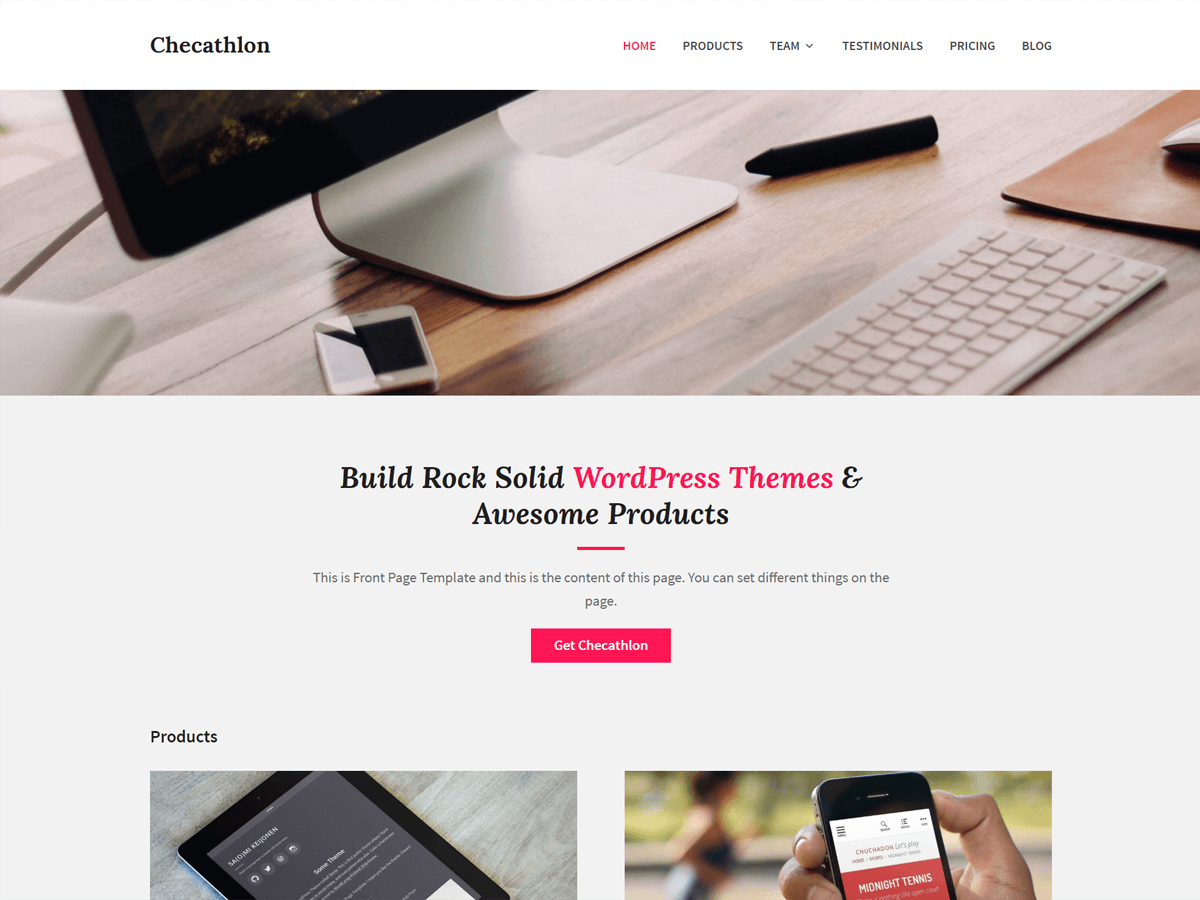 Checathlon
HOME PRODUCTS TEAM TESTIMONIALS PRICING BLOG
Build Rock Solid WordPress Themes &
Awesome Products
This is Front Page Template and this is the content of this page. You can set different things on the
page.
Get Checathlon
Products
SA(O)MI KEIJONEN
Some Theme
CHUCHADON Let's play
HOME SPORTS MIDNIGHT TENNIS
MIDNIGHT TENNIS